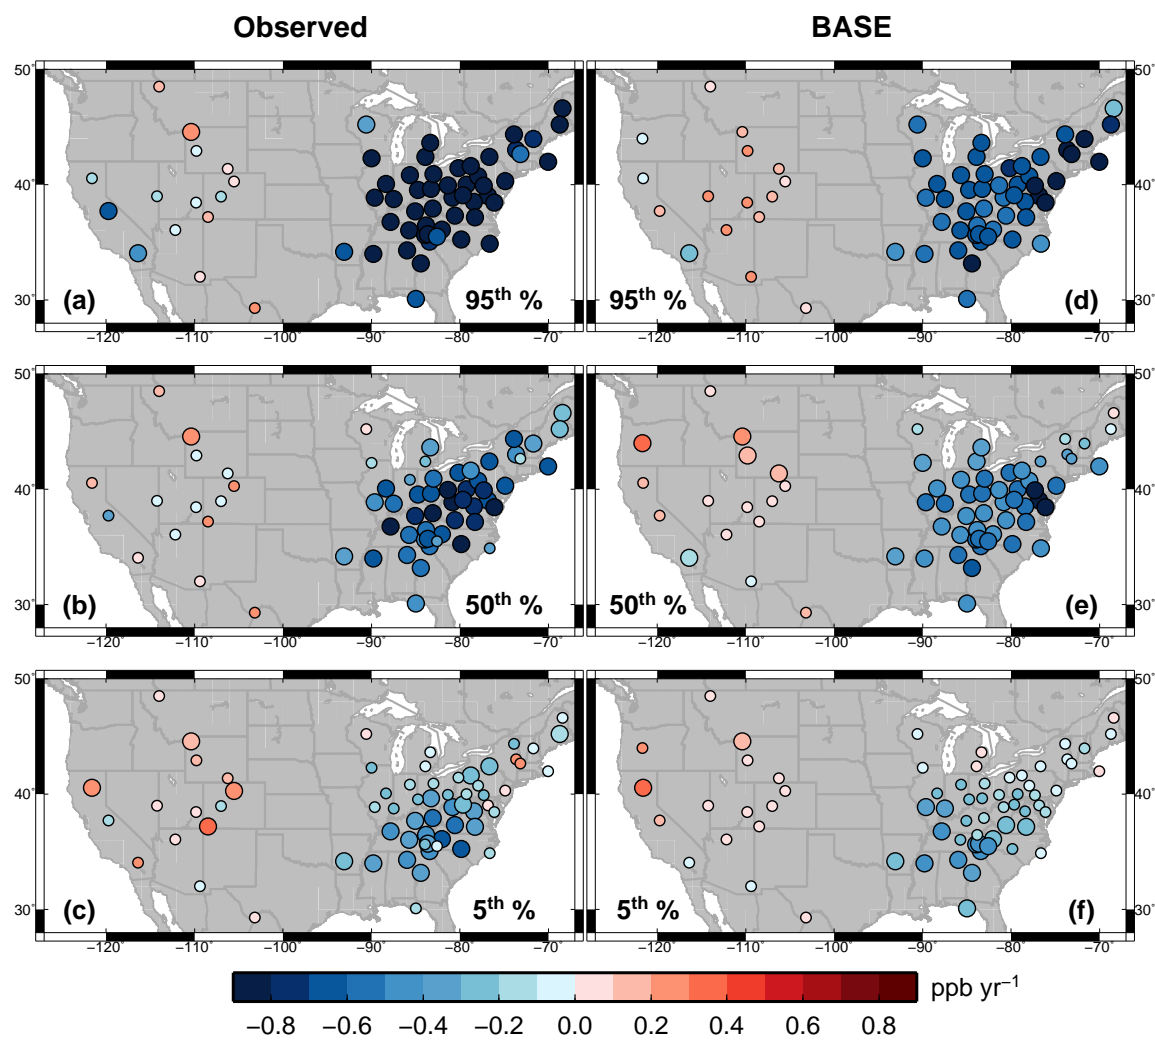 Observed BASE
50° 50°
40° 40°
30° 30°
(a) 95th % 95th % (d)
−120° −110° −100° −90° −80° −70° −120° −110° −100° −90° −80° −70°
50° 50°
40° 40°
30° 30°
(b) 50th % 50th % (e)
−120° −110° −100° −90° −80° −70° −120° −110° −100° −90° −80° −70°
50° 50°
40° 40°
30° 30°
(c) 5th % 5th % (f)
−120° −110° −100° −90° −80° −70° −120° −110° −100° −90° −80° −70°
ppb yr−1
−0.8 −0.6 −0.4 −0.2 0.0 0.2 0.4 0.6 0.8